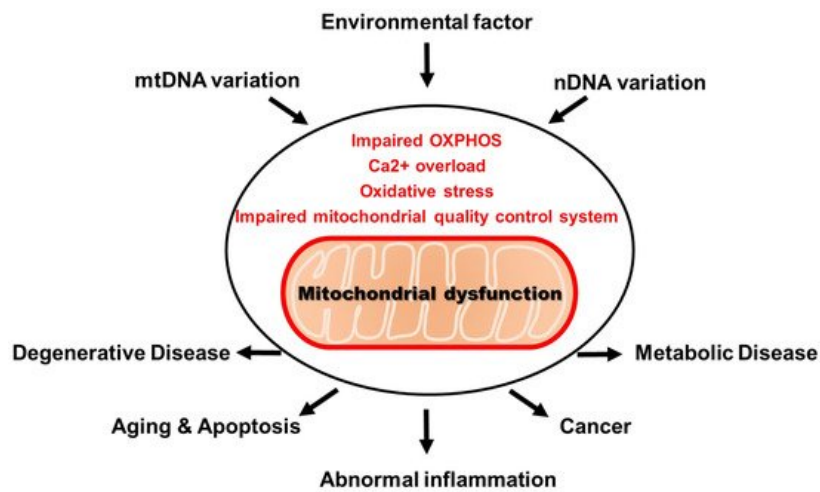 Environmental factor
mtDNA variation
nDNA variation
Impaired OXPHOS
Ca2+ overload
Oxidative stress
Impaired mitochondrial quality control system
Mitochondrial dysfunction
Degenerative Disease
Metabolic Disease
Aging & Apoptosis
Cancer
Abnormal inflammation